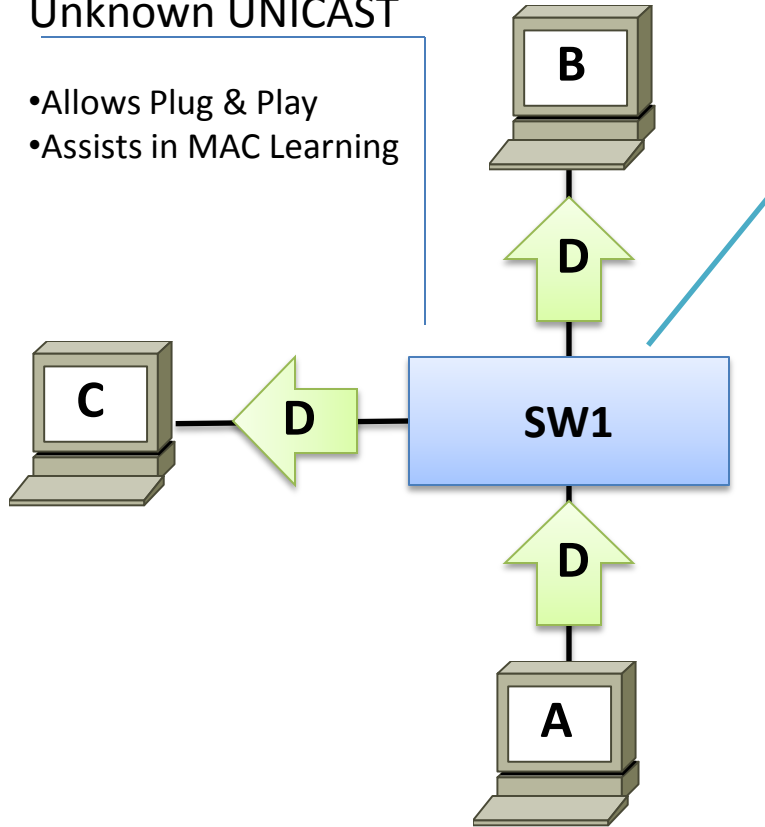 Unknown UNICAST
•Allows Plug & Play
•Assists in MAC Learning
B
D
C
D
SW1
D
A